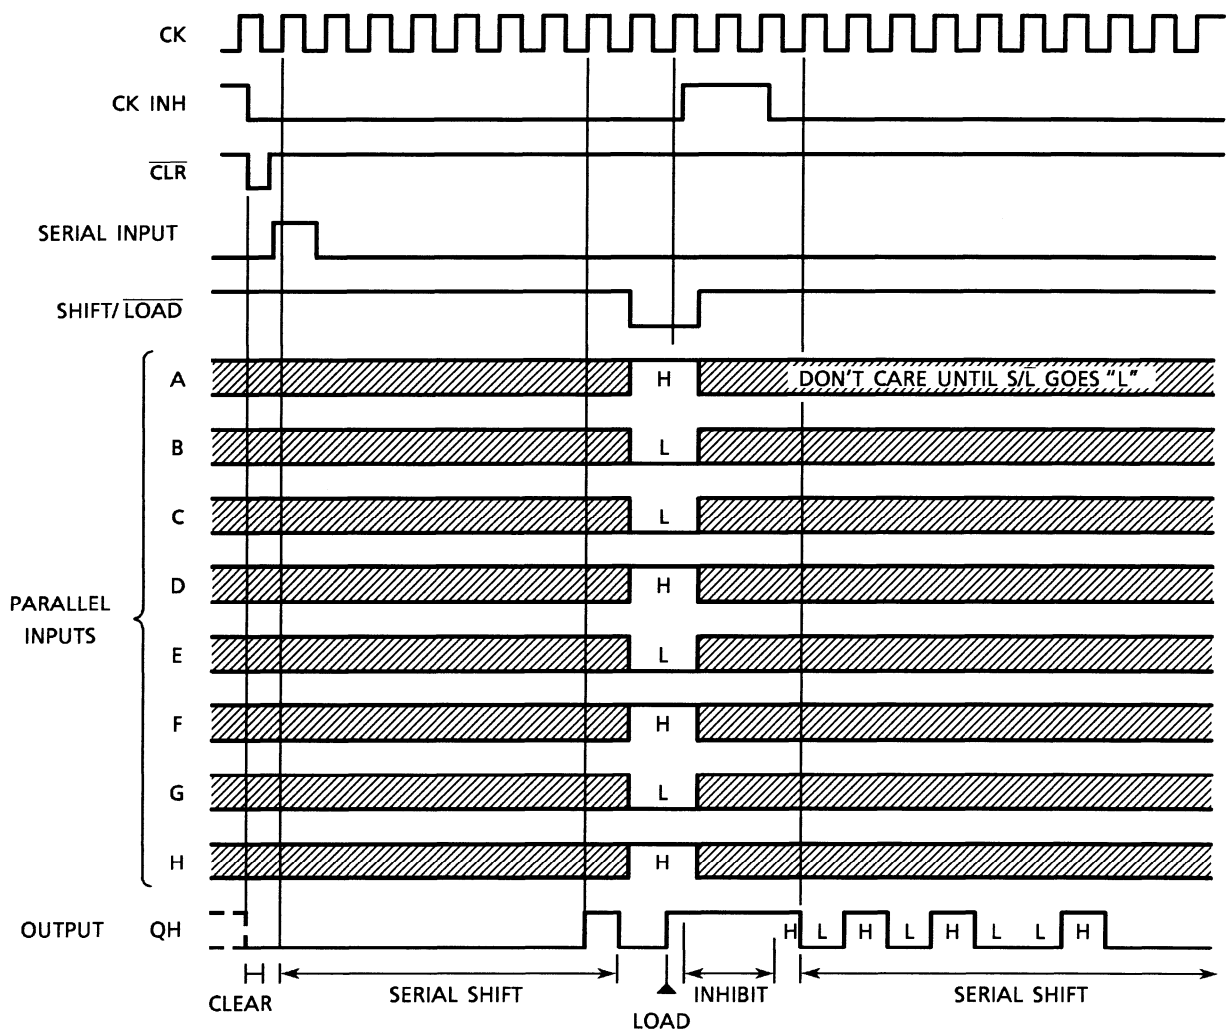 CK
CK INH
CLR
SERIAL INPUT
SHIFT/ LOAD
A H DON'T CARE UNTIL S/L GOES "L"
B L
C L
D H
PARALLEL
INPUTS
E L
F H
G L
H H
OUTPUT QH H L H L H L L H
CLEAR SERIAL SHIFT LOAD INHIBIT SERIAL SHIFT